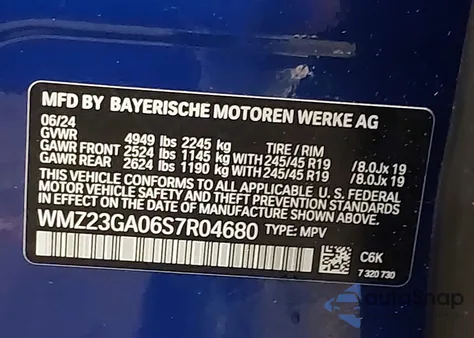 MFD BY BAYERISCHE MOTOREN WERKE AG
06/24
GVWR 4949 lbs 2245 kg TIRE / RIM
GAWR FRONT 2524 lbs 1145 kg WITH 245/45 R19 /8.0Jx 19
GAWR REAR 2624 lbs 1190 kg WITH 245/45 R19 /8.0Jx 19
THIS VEHICLE CONFORMS TO ALL APPLICABLE U.S. FEDERAL
MOTOR VEHICLE SAFETY AND THEFT PREVENTION STANDARDS
IN EFFECT ON THE DATE OF MANUFACTURE SHOWN ABOVE.
WMZ23GA06S7R04680 TYPE: MPV
C6K
7 320 730
autoSnap